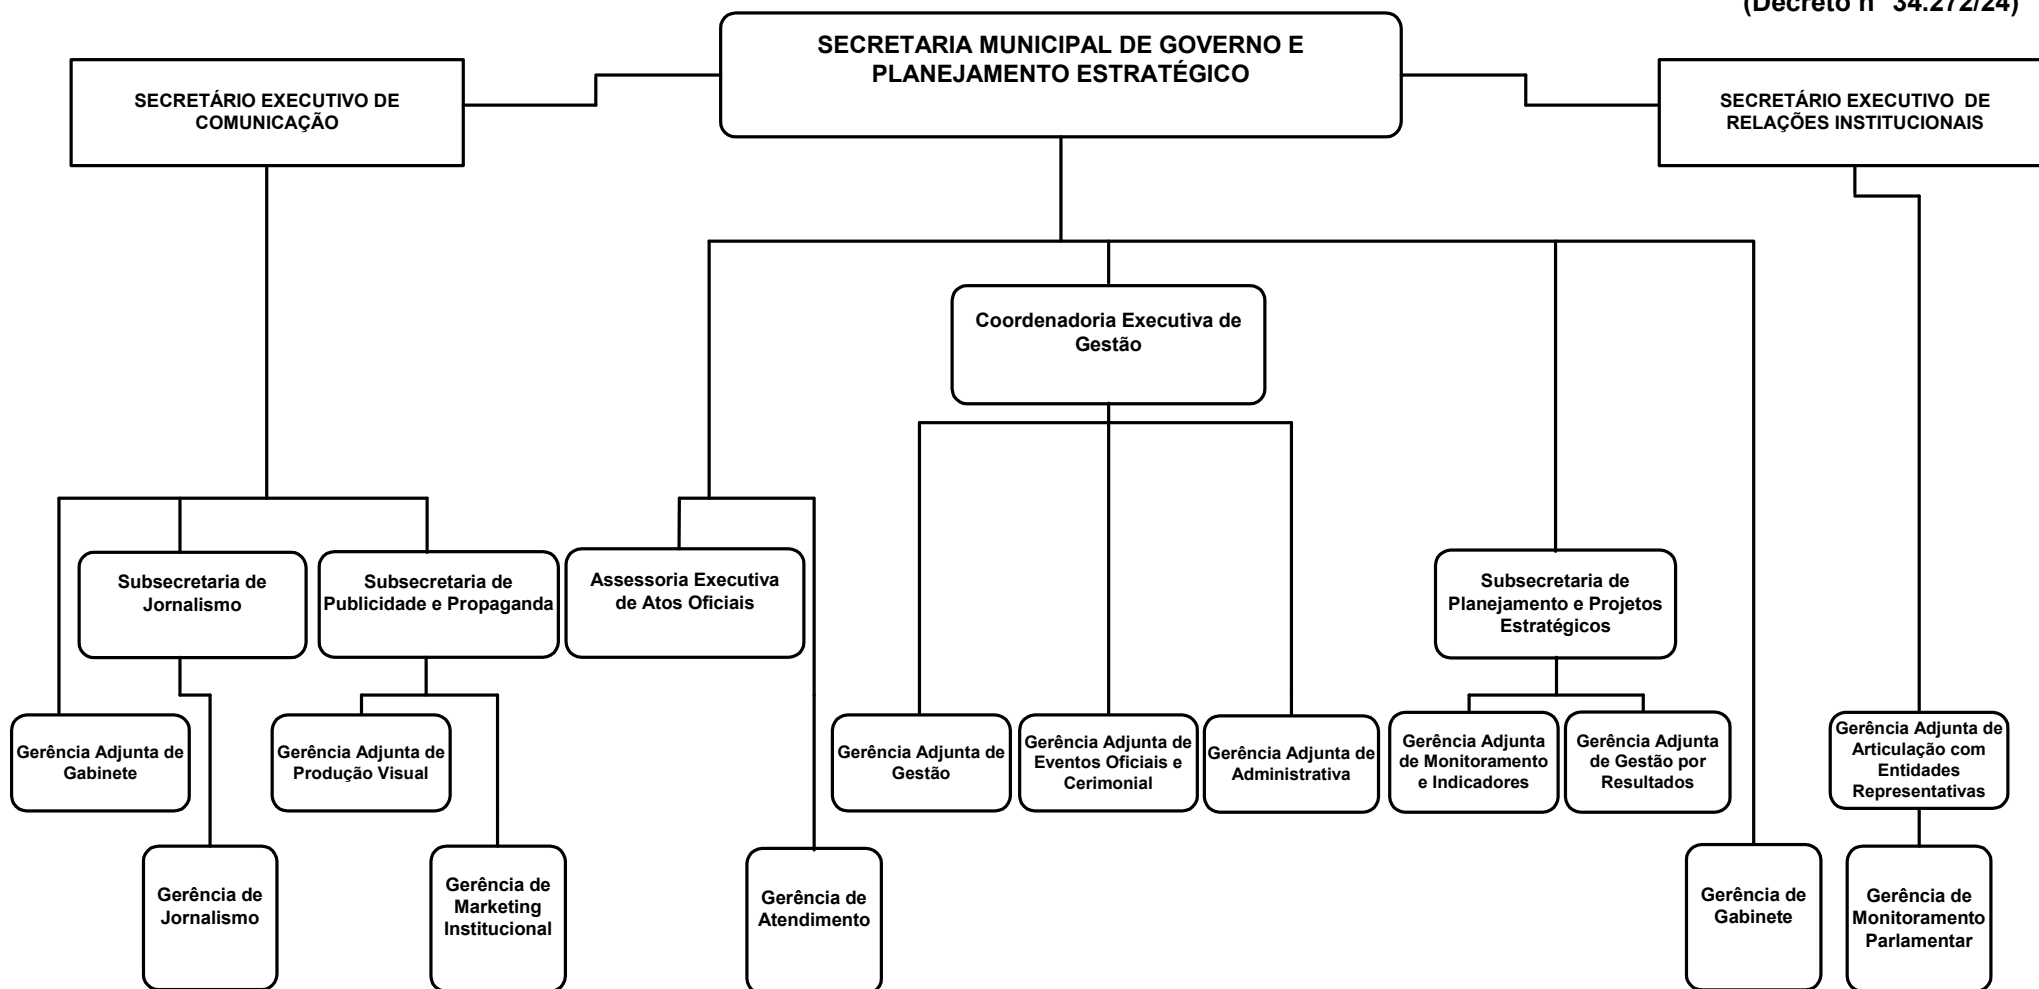 (Decreto n° 34.272/24)
SECRETARIA MUNICIPAL DE GOVERNO E
PLANEJAMENTO ESTRATÉGICO
SECRETÁRIO EXECUTIVO DE
COMUNICAÇÃO
SECRETÁRIO EXECUTIVO DE
RELAÇÕES INSTITUCIONAIS
Coordenadoria Executiva de
Gestão
Subsecretaria de
Jornalismo
Subsecretaria de
Publicidade e Propaganda
Assessoria Executiva
de Atos Oficiais
Subsecretaria de
Planejamento e Projetos
Estratégicos
Gerência Adjunta de
Gabinete
Gerência Adjunta de
Produção Visual
Gerência Adjunta de
Gestão
Gerência Adjunta de
Eventos Oficiais e
Cerimonial
Gerência Adjunta de
Administrativa
Gerência Adjunta
de Monitoramento
e Indicadores
Gerência Adjunta
de Gestão por
Resultados
Gerência Adjunta de
Articulação com
Entidades
Representativas
Gerência de
Jornalismo
Gerência de
Marketing
Institucional
Gerência de
Atendimento
Gerência de
Gabinete
Gerência de
Monitoramento
Parlamentar